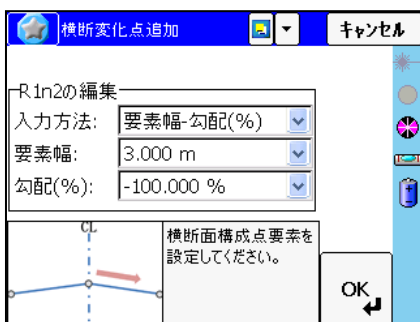 横断変化点追加
キャンセル
R1n2の編集
入力方法: 要素幅-勾配(%)
要素幅: 3.000 m
勾配(%): -100.000 %
CL
横断面構成点要素を
設定してください。
OK